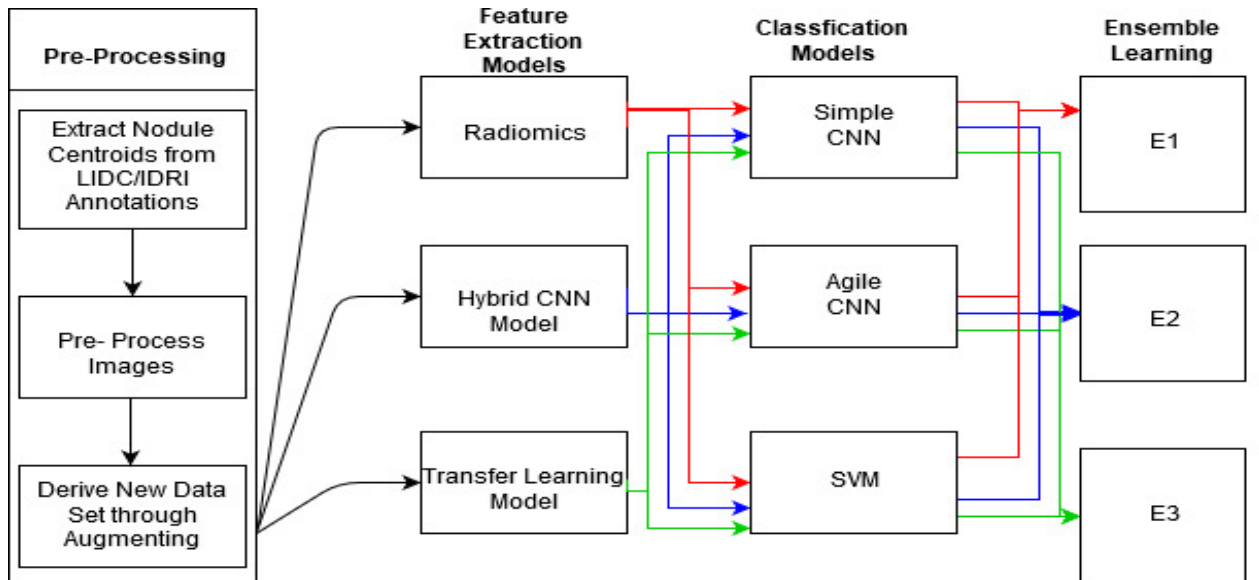 Pre-Processing
Extract Nodule
Centroids from
LIDC/IDRI
Annotations
Pre- Process
Images
Derive New Data
Set through
Augmenting
Feature
Extraction
Models
Radiomics
Hybrid CNN
Model
Transfer Learning
Model
Classfication
Models
Simple
CNN
Agile
CNN
SVM
Ensemble
Learning
E1
E2
E3